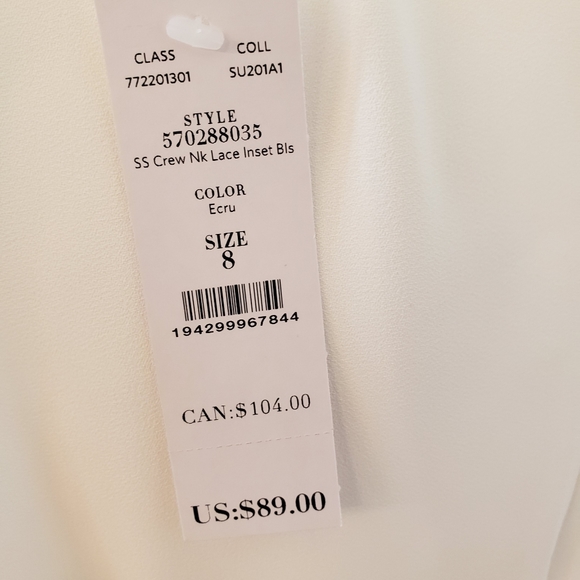 CLASS COLL
772201301 SU201A1
STYLE
570288035
SS Crew Nk Lace Inset Bls
COLOR
Ecru
SIZE
8
194299967844
CAN:$104.00
US:$89.00